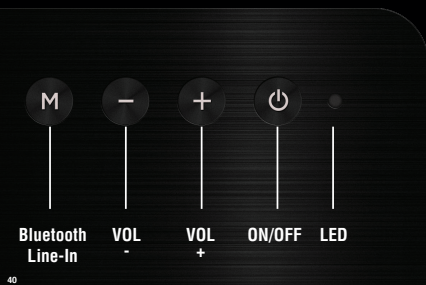 M - +
Bluetooth VOL VOL ON/OFF LED
Line-In - +
40